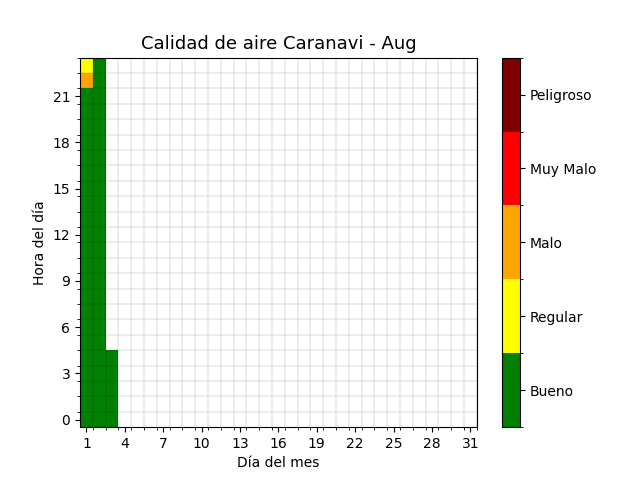 Calidad de aire Caranavi - Aug
Hora del día
21
18
15
12
9
6
3
0
1 4 7 10 13 16 19 22 25 28 31
Día del mes
Peligroso
Muy Malo
Malo
Regular
Bueno